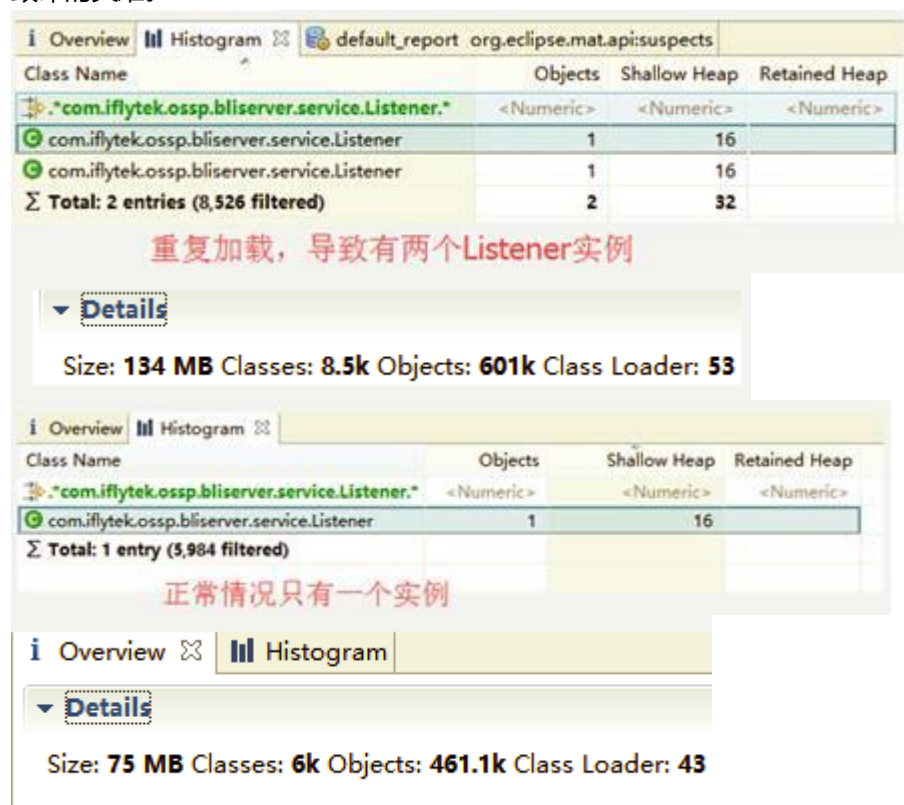 i Overview Histogram default_report org.eclipse.mat.api:suspects
Class Name Objects Shallow Heap Retained Heap
.*com.iflytek.ossp.bliserver.service.Listener.* <Numeric> <Numeric> <Numeric>
com.iflytek.ossp.bliserver.service.Listener 1 16
com.iflytek.ossp.bliserver.service.Listener 1 16
Σ Total: 2 entries (8,526 filtered) 2 32
重复加载，导致有两个Listener实例
Details
Size: 134 MB Classes: 8.5k Objects: 601k Class Loader: 53
i Overview Histogram
Class Name Objects Shallow Heap Retained Heap
.*com.iflytek.ossp.bliserver.service.Listener.* <Numeric> <Numeric> <Numeric>
com.iflytek.ossp.bliserver.service.Listener 1 16
Σ Total: 1 entry (5,984 filtered)
正常情况只有一个实例
i Overview Histogram
Details
Size: 75 MB Classes: 6k Objects: 461.1k Class Loader: 43